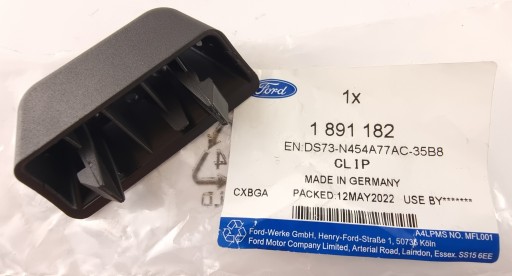 Ford
1x
1 891 182
EN:DS73-N454A77AC-35B8
CLIP
MADE IN GERMANY
CXBGA PACKED:12MAY2022 USE BY*******
A4LPMS NO. MFL001
Ford-Werke GmbH, Henry-Ford-Straße 1, 50735 Köln
Ford Motor Company Limited, Arterial Road, Laindon, Essex. SS15 6EE